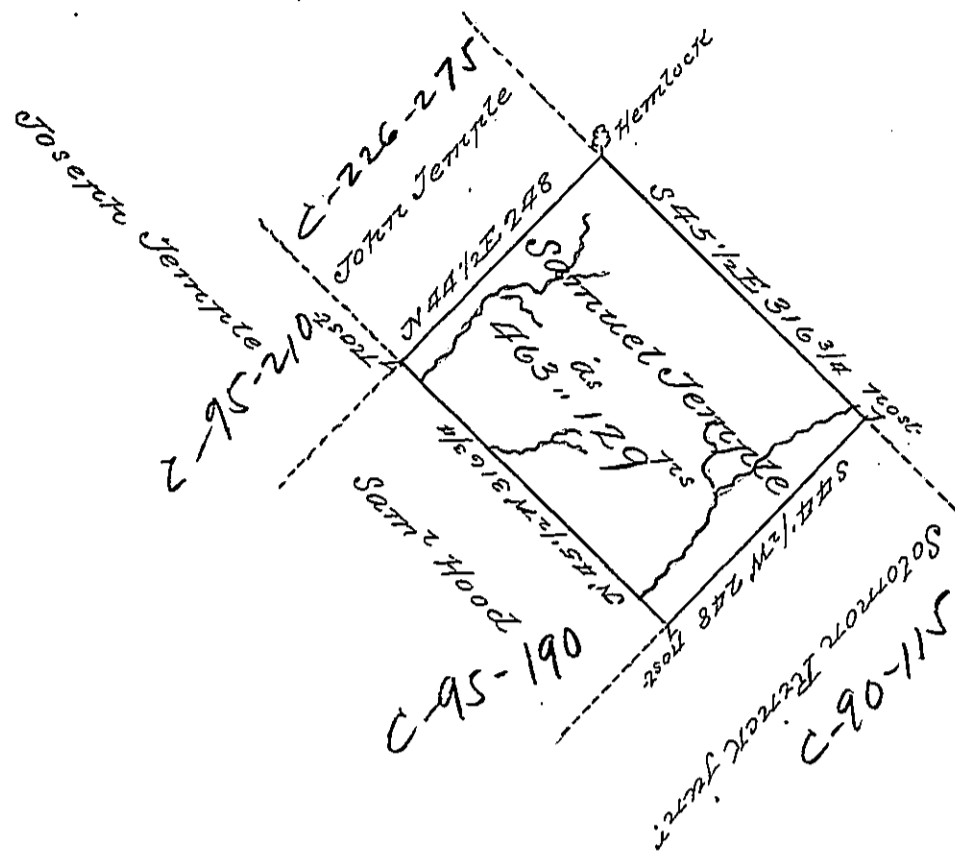 C-226-275
John Temple
Joseph Temple
C-95-210
Hemlock
N 44 1/2 E 248
S 45 1/2 E 316 3/4
Post
Samuel Temple
as
463 " 129
ps
post
S 44 1/2 W 248
N 45 1/2 W 316 3/4
post
Sam l Hood
C-95-190
Solomon
junr
C-90-115